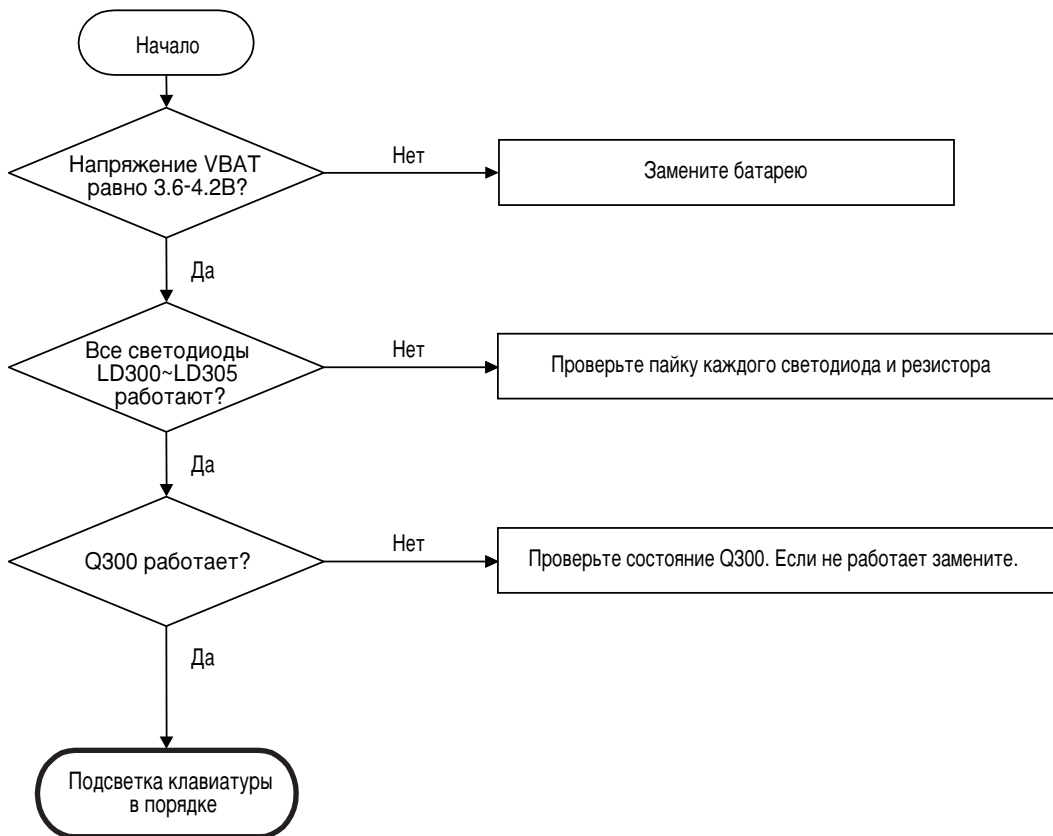 Начало
Напряжение VBAT
равно 3.6-4.2В?
Нет
Замените батарею
Да
Все светодиоды
LD300~LD305
работают?
Нет
Проверьте пайку каждого светодиода и резистора
Да
Q300 работает?
Нет
Проверьте состояние Q300. Если не работает замените.
Да
Подсветка клавиатуры
в порядке